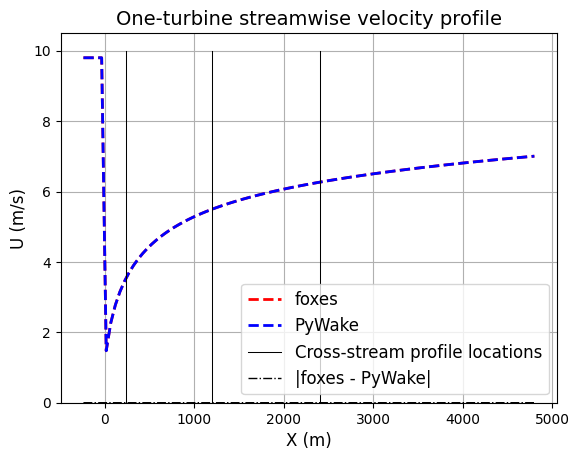 One-turbine streamwise velocity profile
U (m/s)
10
8
6
4
2
0
foxes
PyWake
Cross-stream profile locations
|foxes - PyWake|
0
1000
2000
3000
4000
5000
X (m)